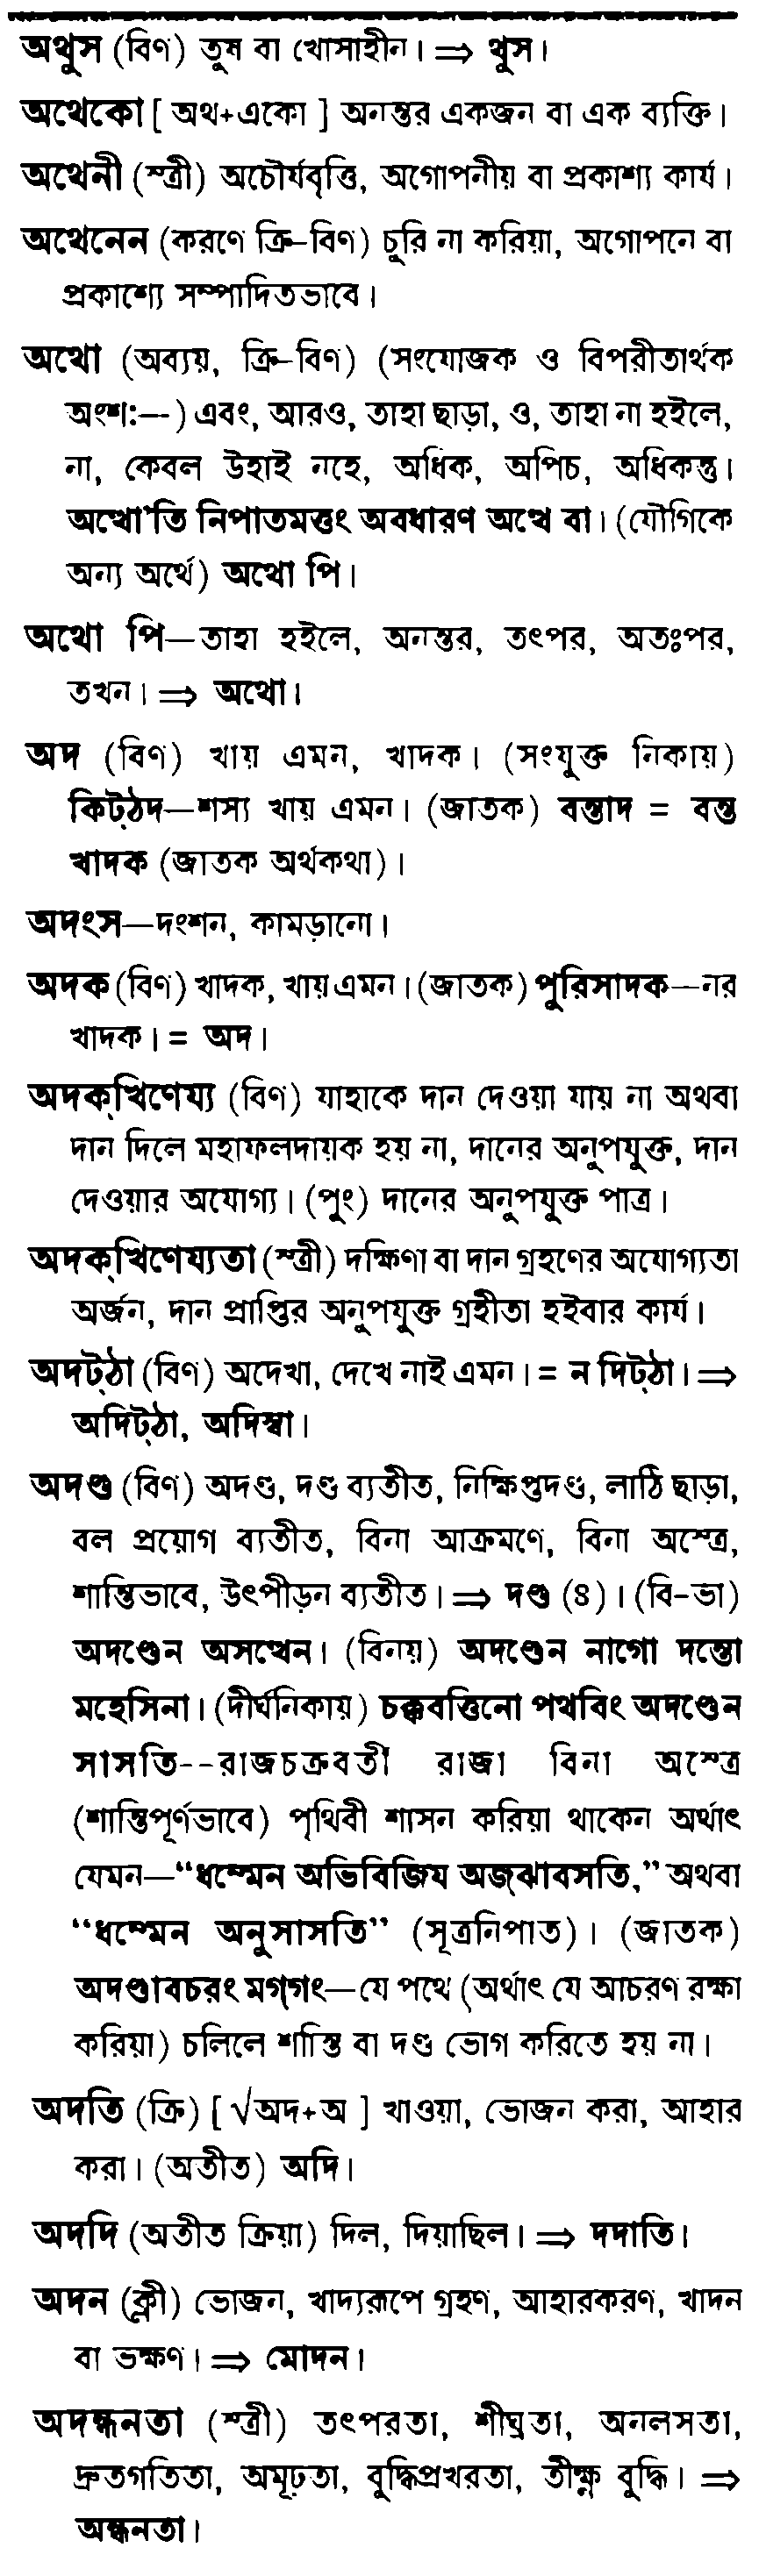 অথুস (বিণ) তুষ বা খোসাহীন। ⇒ থুস।
অথেকো [ অথ+একো ] অনন্তর একজন বা এক ব্যক্তি।
অথেনী (স্ত্রী) অচৌর্যবৃত্তি, অগোপনীয় বা প্রকাশ্য কার্য।
অথেনেন (করণে ক্রি-বিণ) চুরি না করিয়া, অগোপনে বা
প্রকাশ্যে সম্পাদিতভাবে।
অথো (অব্যয়, ক্রি-বিণ) (সংযোজক ও বিপরীতার্থক
অংশ:--) এবং, আরও, তাহা ছাড়া, ও, তাহা না হইলে,
না, কেবল উহাই নহে, অধিক, অপিচ, অধিকন্তু।
অথো'তি নিপাতমত্তং অবধারণ অত্থে বা। (যৌগিকে
অন্য অর্থে) অথো পি।
অথো পি—তাহা হইলে, অনন্তর, তৎপর, অতঃপর,
তখন। ⇒ অথো।
অদ (বিণ) খায় এমন, খাদক। (সংযুক্ত নিকায়)
কিট্ঠদ—শস্য খায় এমন। (জাতক) বন্তাদ = বন্ত
খাদক (জাতক অর্থকথা)।
অদংস—দংশন, কামড়ানো।
অদক (বিণ) খাদক, খায় এমন। (জাতক) পুরিসাদক—নর
খাদক। = অদ।
অদক্খিণেয্য (বিণ) যাহাকে দান দেওয়া যায় না অথবা
দান দিলে মহাফলদায়ক হয় না, দানের অনুপযুক্ত, দান
দেওয়ার অযোগ্য। (পুং) দানের অনুপযুক্ত পাত্র।
অদক্খিণেয্যতা (স্ত্রী) দক্ষিণা বা দান গ্রহণের অযোগ্যতা
অর্জন, দান প্রাপ্তির অনুপযুক্ত গ্রহীতা হইবার কার্য।
অদট্ঠা (বিণ) অদেখা, দেখে নাই এমন। = ন দিট্ঠা। ⇒
অদিট্ঠা, অদিস্বা।
অদণ্ড (বিণ) অদণ্ড, দণ্ড ব্যতীত, নিক্ষিপ্তদণ্ড, লাঠি ছাড়া,
বল প্রয়োগ ব্যতীত, বিনা আক্রমণে, বিনা অস্ত্রে,
শান্তিভাবে, উৎপীড়ন ব্যতীত। ⇒ দণ্ড (৪)। (বি-ভা)
অদণ্ডেন অসত্থেন। (বিনয়) অদণ্ডেন নাগো দন্তো
মহেসিনা। (দীর্ঘনিকায়) চক্কবত্তিনো পথবিং অদণ্ডেন
সাসতি--রাজচক্রবর্তী রাজা বিনা অস্ত্রে
(শান্তিপূর্ণভাবে) পৃথিবী শাসন করিয়া থাকেন অর্থাৎ
যেমন—“ধম্মেন অভিবিজিয অজ্ঝাবসতি,” অথবা
“ধম্মেন অনুসাসতি” (সূত্রনিপাত)। (জাতক)
অদণ্ডাবচরং মগ্গং—যে পথে (অর্থাৎ যে আচরণ রক্ষা
করিয়া) চলিলে শাস্তি বা দণ্ড ভোগ করিতে হয় না।
অদতি (ক্রি) [ √অদ+অ ] খাওয়া, ভোজন করা, আহার
করা। (অতীত) অদি।
অদদি (অতীত ক্রিয়া) দিল, দিয়াছিল। ⇒ দদাতি।
অদন (ক্লী) ভোজন, খাদ্যরূপে গ্রহণ, আহারকরণ, খাদন
বা ভক্ষণ। ⇒ মোদন।
অদন্ধনতা (স্ত্রী) তৎপরতা, শীঘ্রতা, অনলসতা,
দ্রুতগতিতা, অমূঢ়তা, বুদ্ধিপ্রখরতা, তীক্ষ্ণ বুদ্ধি। ⇒
অন্ধনতা।